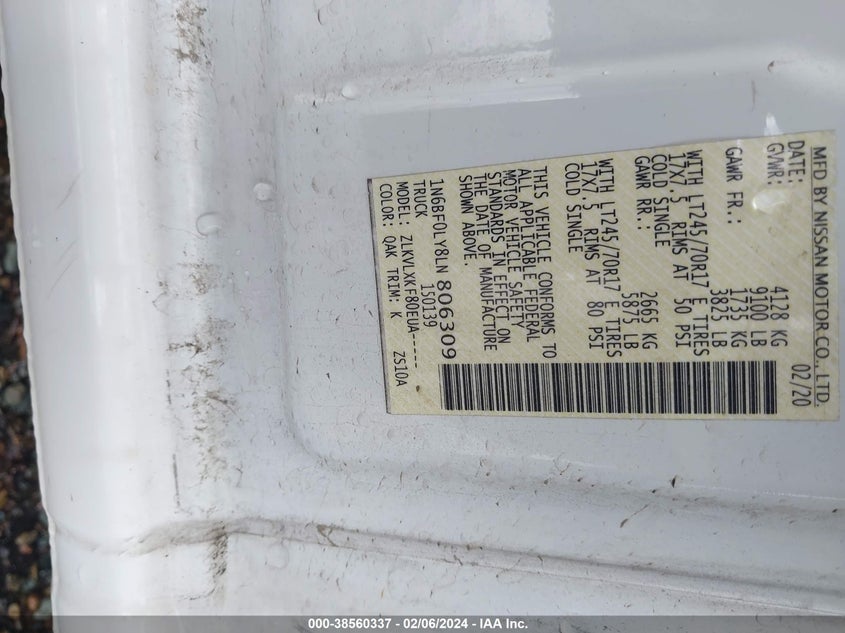 MFD BY NISSAN MOTOR CO., LTD.
DATE: 02/20
GVWR: 4128 KG
9100 LB
GAWR FR.: 1735 KG
3825 LB
WITH LT245/70R17 E TIRES
17X7.5 RIMS AT 50 PSI
COLD SINGLE
GAWR RR.: 2665 KG
5875 LB
WITH LT245/70R17 E TIRES
17X7.5 RIMS AT 80 PSI
COLD SINGLE
THIS VEHICLE CONFORMS TO
ALL APPLICABLE FEDERAL
MOTOR VEHICLE SAFETY
STANDARDS IN EFFECT ON
THE DATE OF MANUFACTURE
SHOWN ABOVE.
1N6BF0LY8LN 806309
TRUCK 150139
MODEL: ZLKVLXKF80EUA-----
COLOR: QAK TRIM: K ZS10A
000-38560337 - 02/06/2024 - IAA Inc.